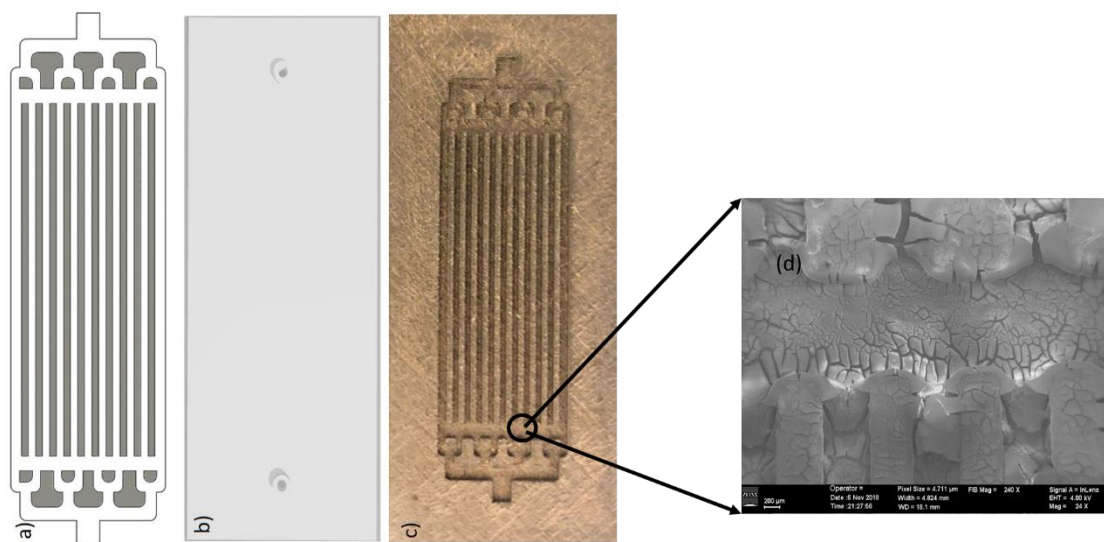 a)
b)
c)
(d)
ZEISS
200 µm
Operator =
Date :6 Nov 2018
Time :21:27:56
Pixel Size = 4.711 µm
Width = 4.824 mm
WD = 18.1 mm
FIB Mag = 240 X
Signal A = InLens
EHT = 4.00 kV
Mag = 24 X